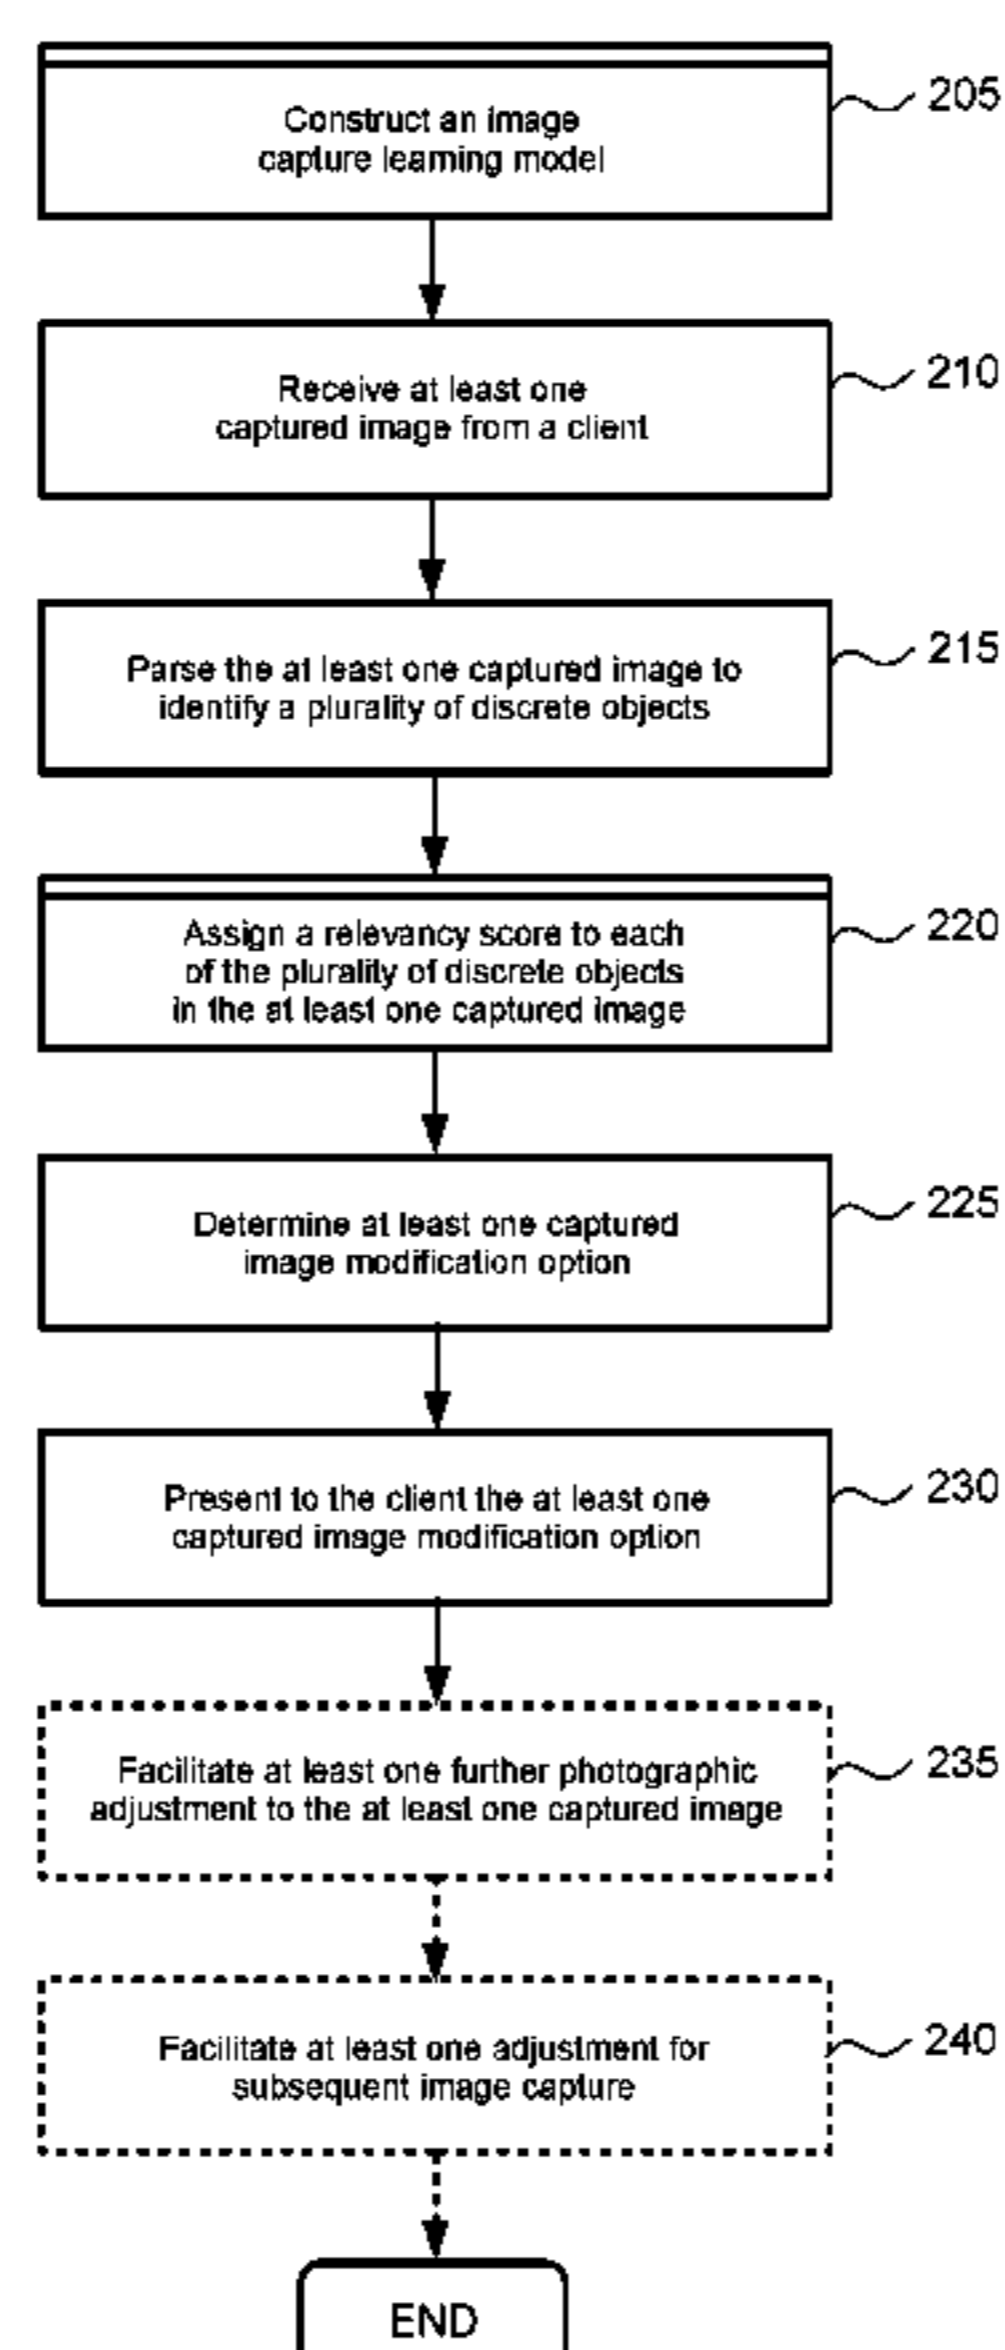 Construct an image
capture learning model
205
Receive at least one
captured image from a client
210
Parse the at least one captured image to
identify a plurality of discrete objects
215
Assign a relevancy score to each
of the plurality of discrete objects
in the at least one captured image
220
Determine at least one captured
image modification option
225
Present to the client the at least one
captured image modification option
230
Facilitate at least one further photographic
adjustment to the at least one captured image
235
Facilitate at least one adjustment for
subsequent image capture
240
END